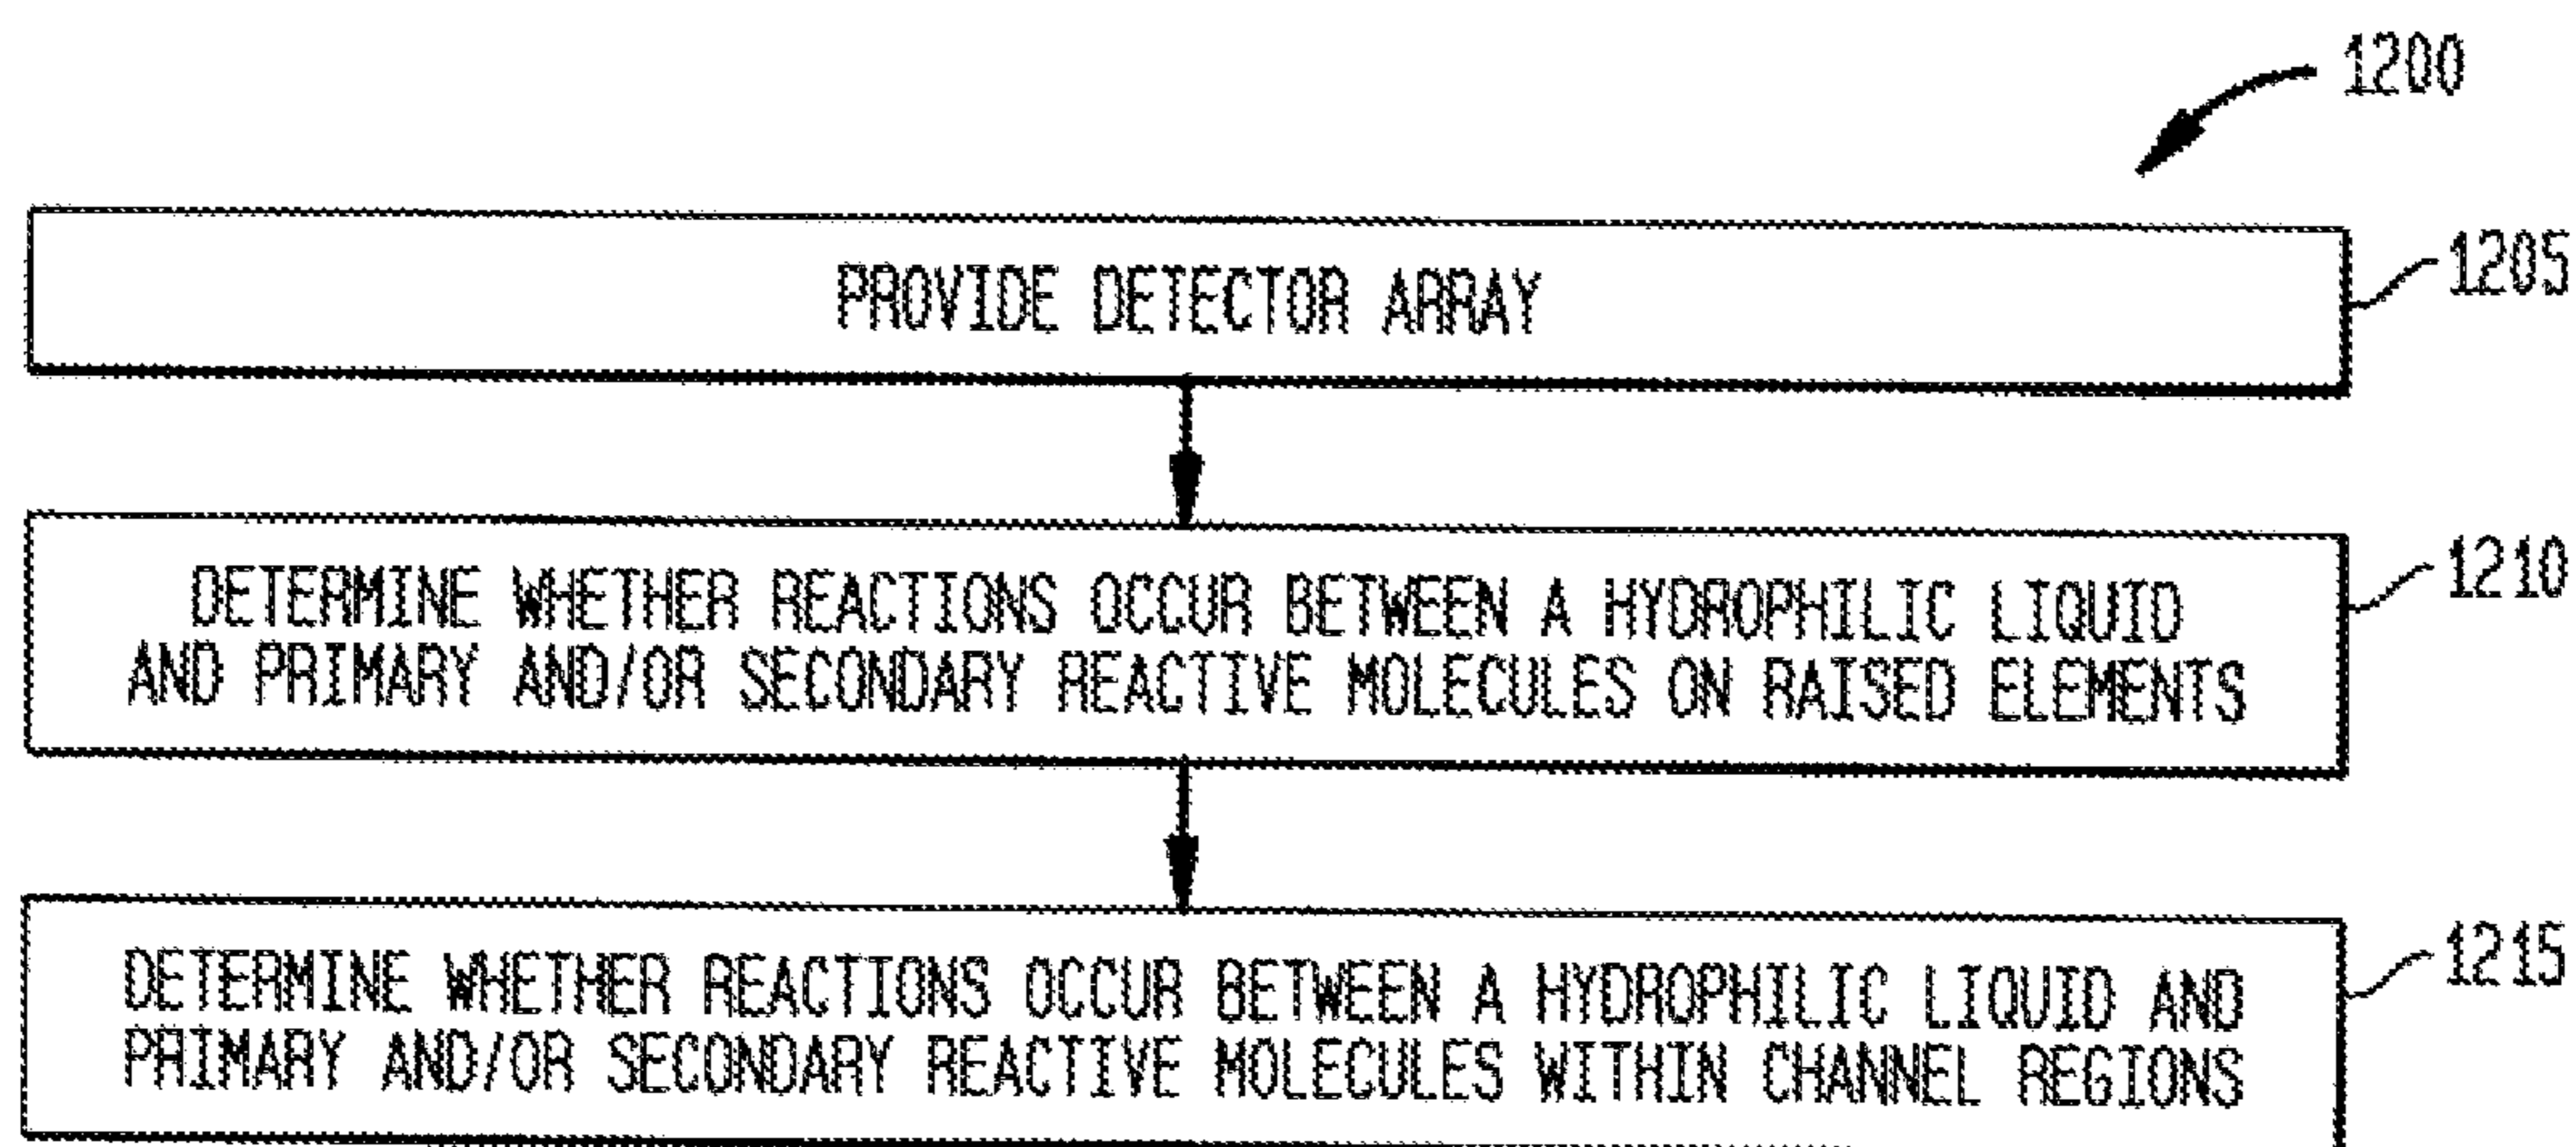 1200
PROVIDE DETECTOR ARRAY
1205
DETERMINE WHETHER REACTIONS OCCUR BETWEEN A HYDROPHILIC LIQUID
AND PRIMARY AND/OR SECONDARY REACTIVE MOLECULES ON RAISED ELEMENTS
1210
DETERMINE WHETHER REACTIONS OCCUR BETWEEN A HYDROPHILIC LIQUID AND
PRIMARY AND/OR SECONDARY REACTIVE MOLECULES WITHIN CHANNEL REGIONS
1215